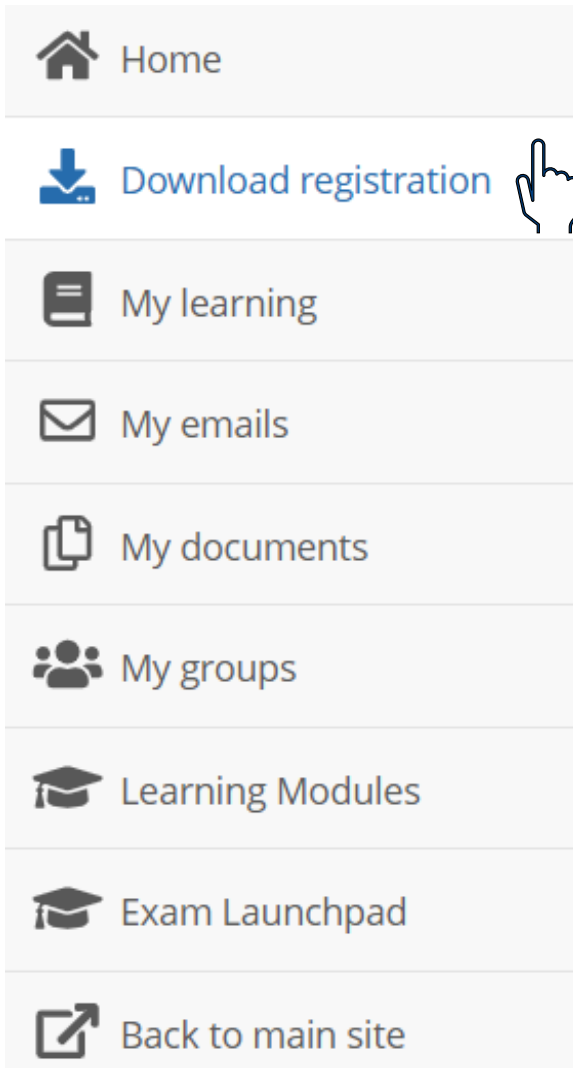 Home
Download registration
My learning
My emails
My documents
My groups
Learning Modules
Exam Launchpad
Back to main site